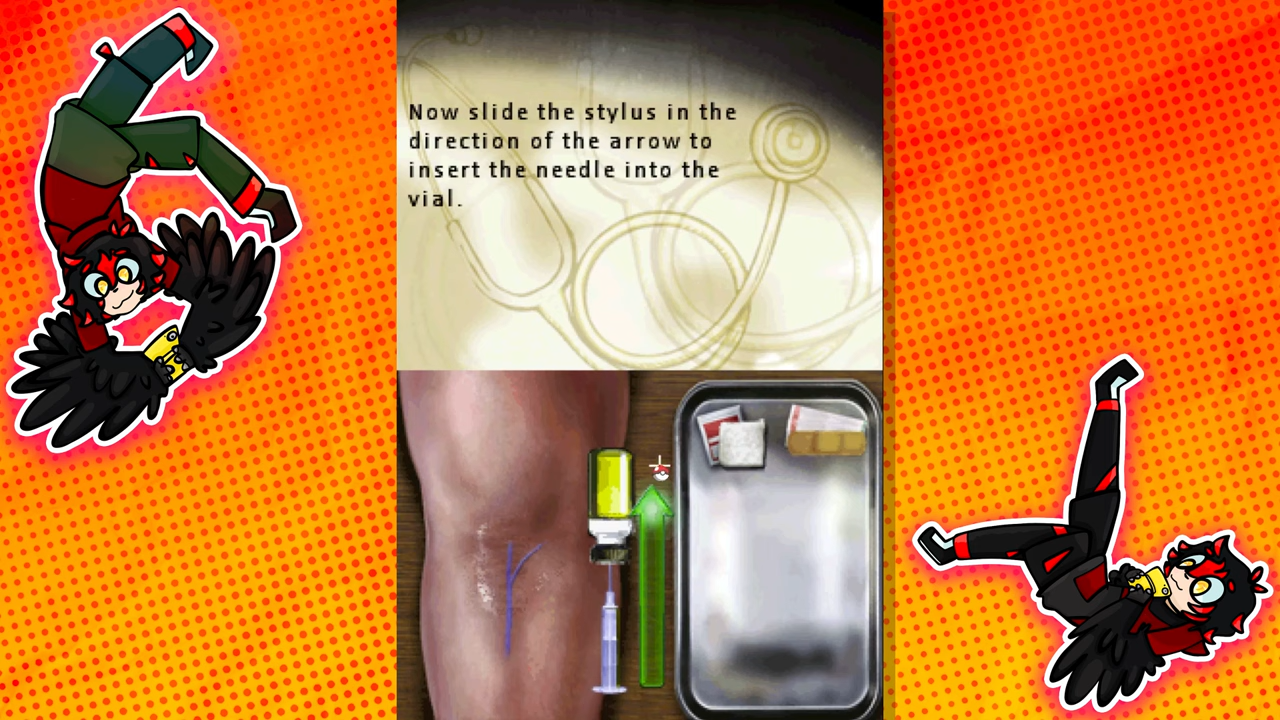 Now slide the stylus in the
direction of the arrow to
insert the needle into the
vial.